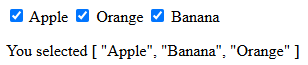 Apple Orange Banana
You selected [ "Apple", "Banana", "Orange" ]